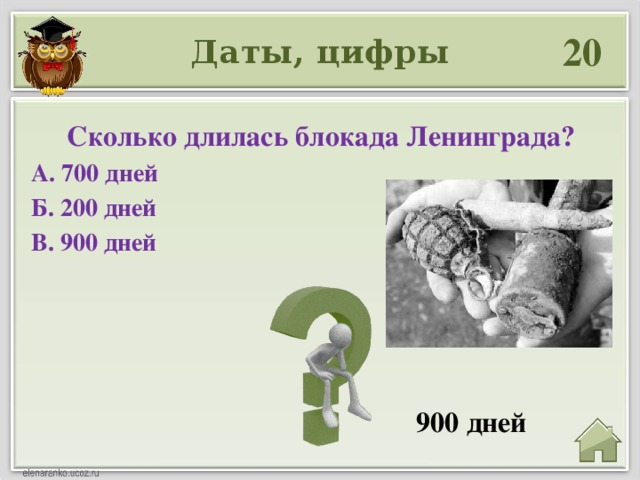 Даты, цифры
20
Сколько длилась блокада Ленинграда?
А. 700 дней
Б. 200 дней
В. 900 дней
900 дней
elenaranko.ucoz.ru